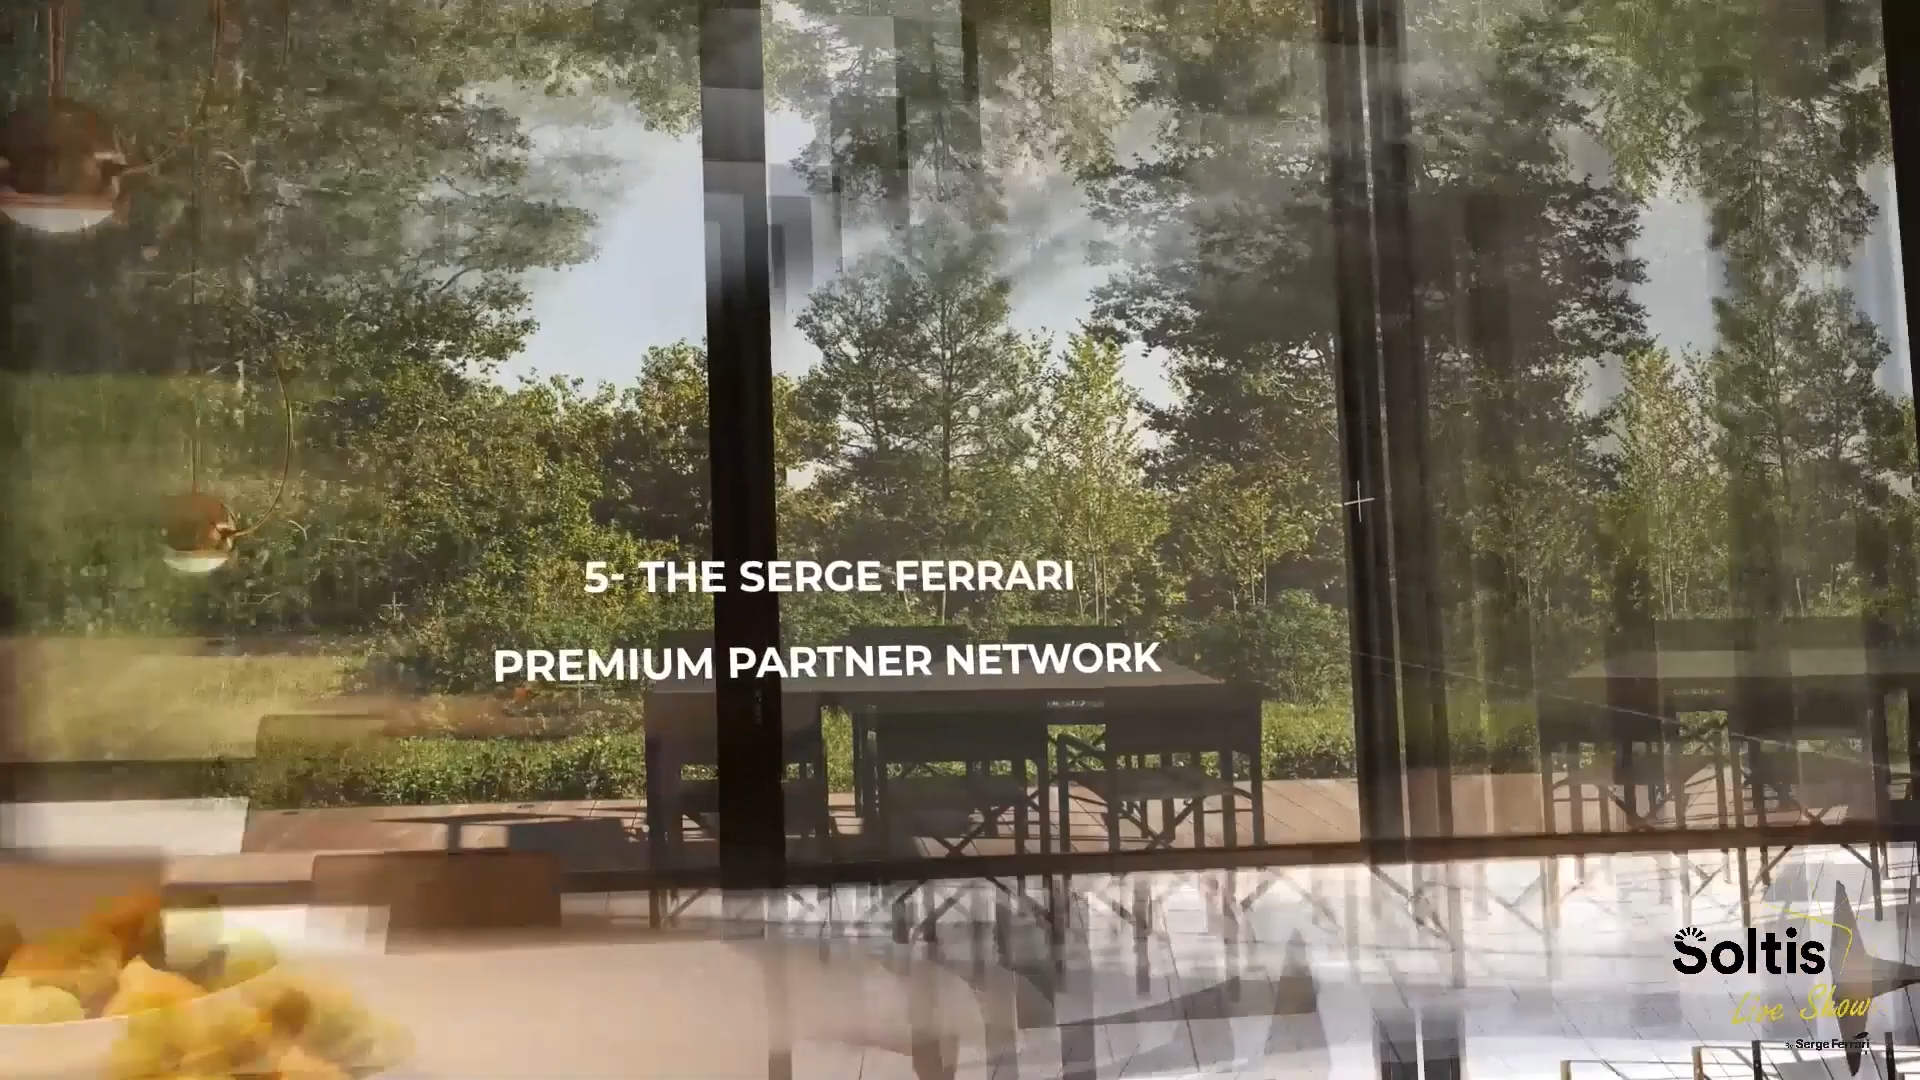 5- THE SERGE FERRARI
PREMIUM PARTNER NETWORK
Soltis
Live Show
By Serge Ferrari